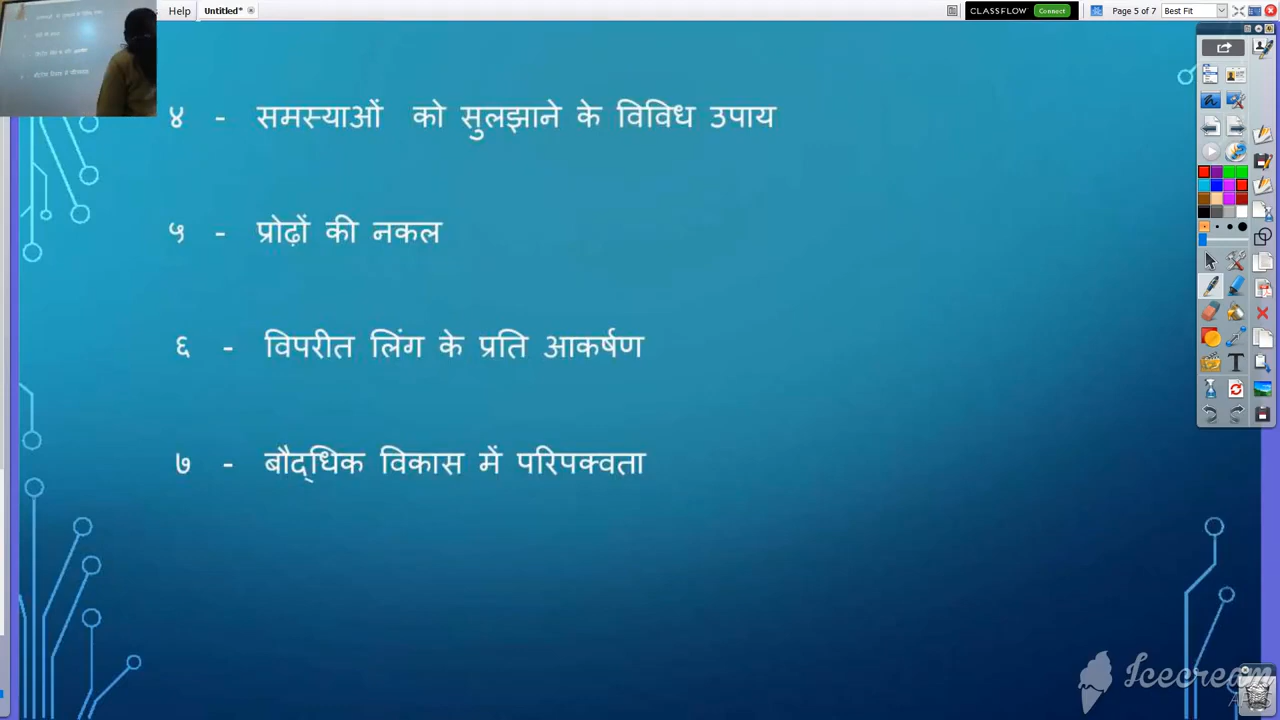 Help
Untitled*
CLASSFLOW
Connect
Page 5 of 7
Best Fit
४ - समस्याओं को सुलझाने के विविध उपाय
५ - प्रोढ़ों की नकल
६ - विपरीत लिंग के प्रति आकर्षण
७ - बौद्‌धिक विकास में परिपक्वता
Icecream
APPS